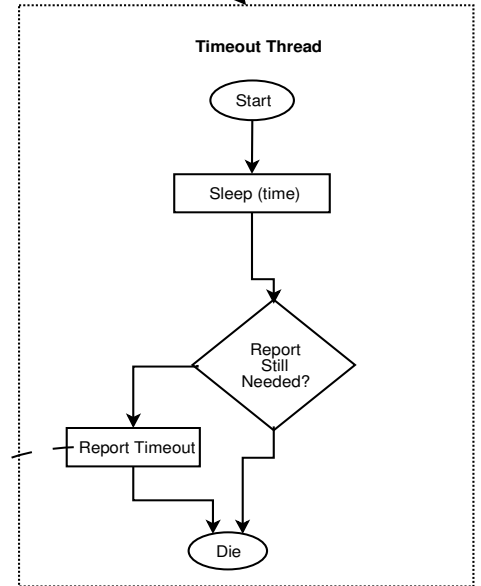 Timeout Thread
Start
Sleep (time)
Report
Still
Needed?
Report Timeout
Die